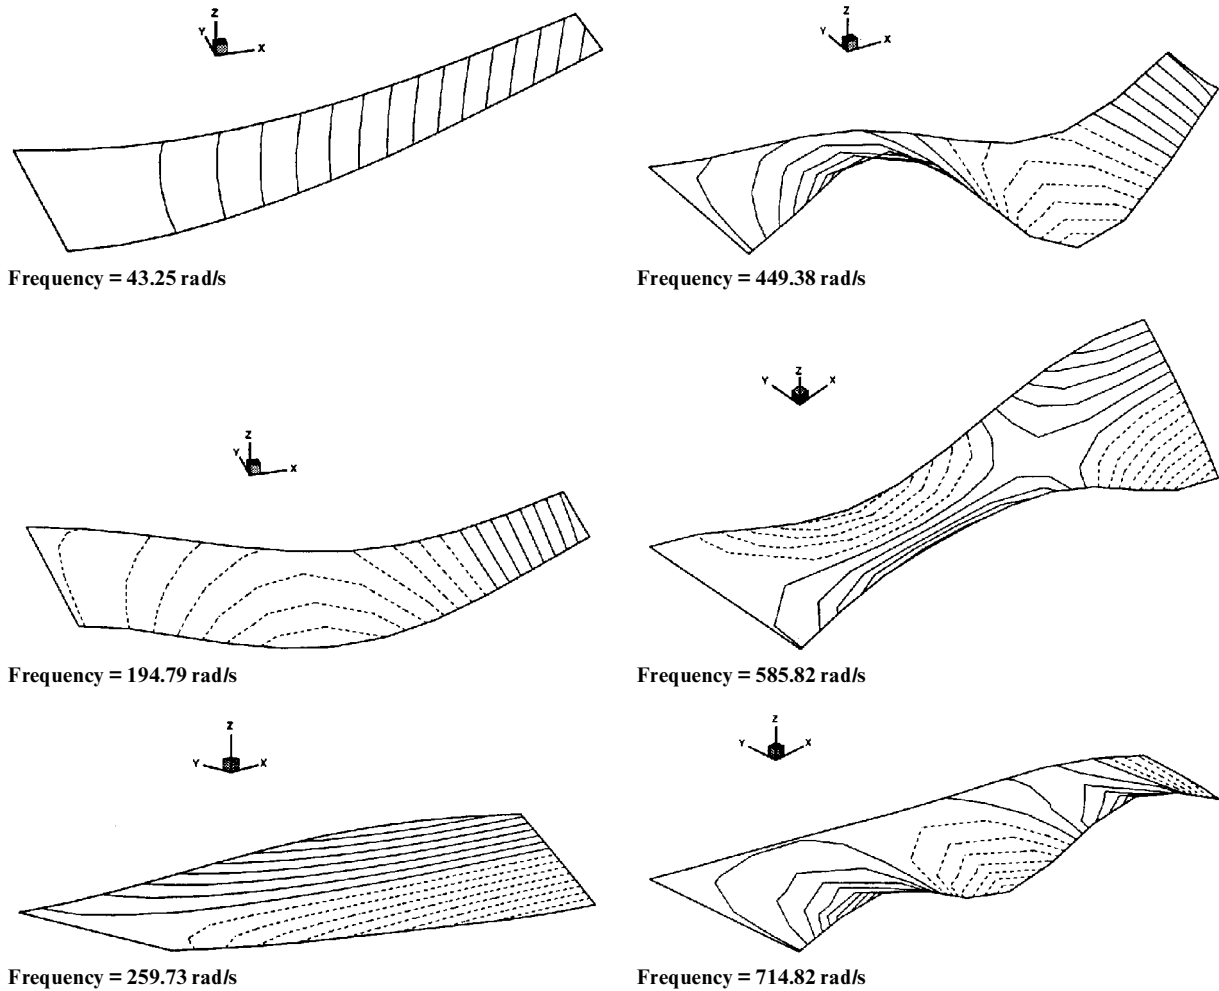 Z
Y
X
Frequency = 43.25 rad/s
Z
Y
X
Frequency = 194.79 rad/s
Z
Y
X
Frequency = 259.73 rad/s
Z
Y
X
Frequency = 449.38 rad/s
Z
Y
X
Frequency = 585.82 rad/s
Z
Y
X
Frequency = 714.82 rad/s